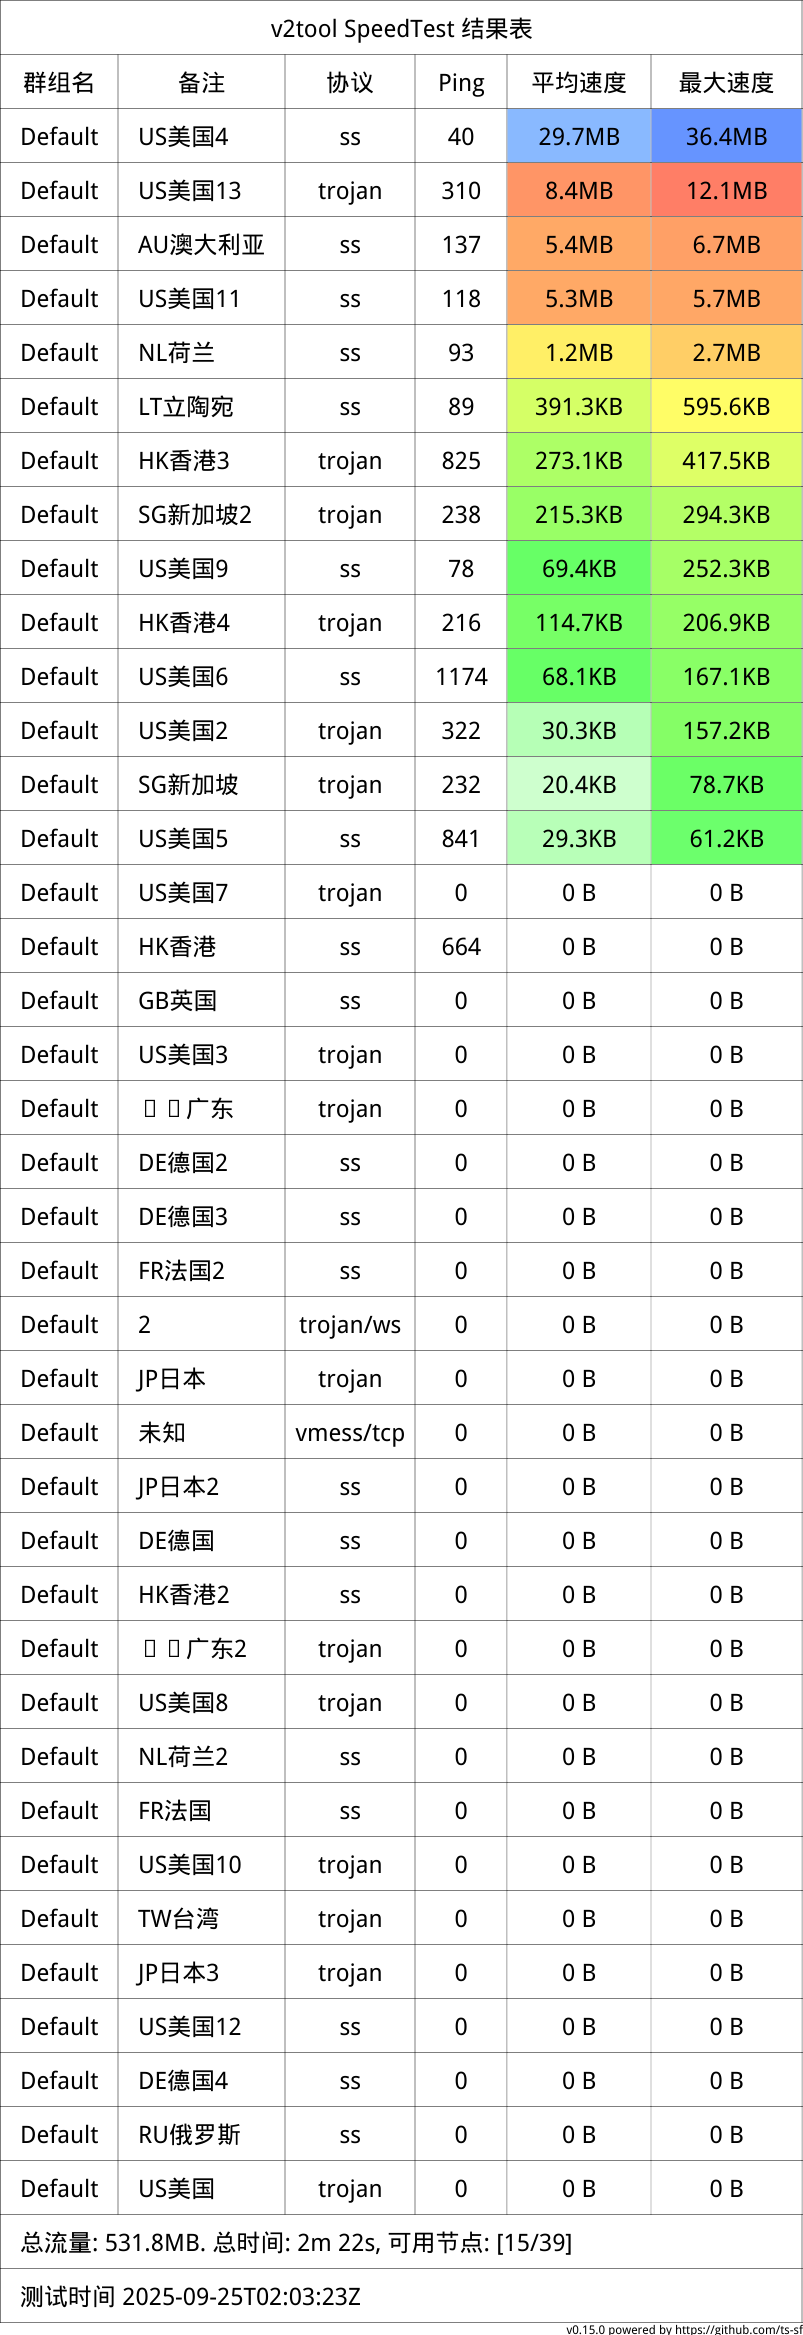 v2tool SpeedTest 结果表
群组名 备注 协议 Ping 平均速度 最大速度
Default US美国4 ss 40 29.7MB 36.4MB
Default US美国13 trojan 310 8.4MB 12.1MB
Default AU澳大利亚 ss 137 5.4MB 6.7MB
Default US美国11 ss 118 5.3MB 5.7MB
Default NL荷兰 ss 93 1.2MB 2.7MB
Default LT立陶宛 ss 89 391.3KB 595.6KB
Default HK香港3 trojan 825 273.1KB 417.5KB
Default SG新加坡2 trojan 238 215.3KB 294.3KB
Default US美国9 ss 78 69.4KB 252.3KB
Default HK香港4 trojan 216 114.7KB 206.9KB
Default US美国6 ss 1174 68.1KB 167.1KB
Default US美国2 trojan 322 30.3KB 157.2KB
Default SG新加坡 trojan 232 20.4KB 78.7KB
Default US美国5 ss 841 29.3KB 61.2KB
Default US美国7 trojan 0 0 B 0 B
Default HK香港 ss 664 0 B 0 B
Default GB英国 ss 0 0 B 0 B
Default US美国3 trojan 0 0 B 0 B
Default 广东 trojan 0 0 B 0 B
Default DE德国2 ss 0 0 B 0 B
Default DE德国3 ss 0 0 B 0 B
Default FR法国2 ss 0 0 B 0 B
Default 2 trojan/ws 0 0 B 0 B
Default JP日本 trojan 0 0 B 0 B
Default 未知 vmess/tcp 0 0 B 0 B
Default JP日本2 ss 0 0 B 0 B
Default DE德国 ss 0 0 B 0 B
Default HK香港2 ss 0 0 B 0 B
Default 广东2 trojan 0 0 B 0 B
Default US美国8 trojan 0 0 B 0 B
Default NL荷兰2 ss 0 0 B 0 B
Default FR法国 ss 0 0 B 0 B
Default US美国10 trojan 0 0 B 0 B
Default TW台湾 trojan 0 0 B 0 B
Default JP日本3 trojan 0 0 B 0 B
Default US美国12 ss 0 0 B 0 B
Default DE德国4 ss 0 0 B 0 B
Default RU俄罗斯 ss 0 0 B 0 B
Default US美国 trojan 0 0 B 0 B
总流量: 531.8MB. 总时间: 2m 22s, 可用节点: [15/39]
测试时间 2025-09-25T02:03:23Z
v0.15.0 powered by https://github.com/ts-sf